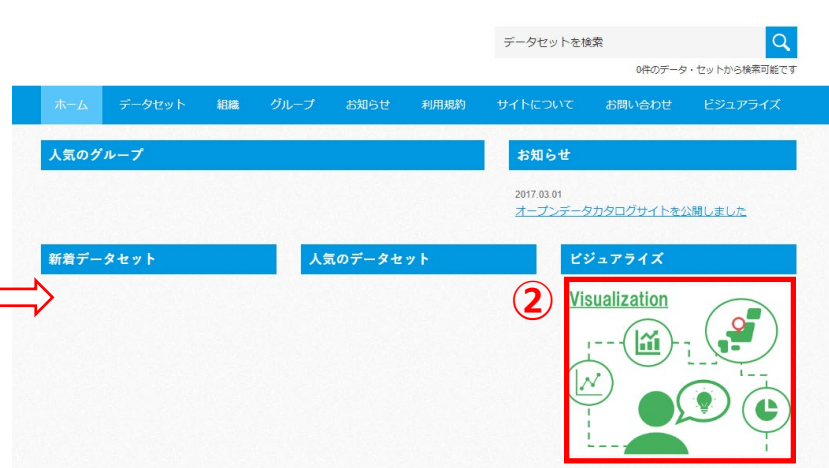 データセットを検索
0件のデータ・セットから検索可能です
ホーム データセット 組織 グループ お知らせ 利用規約 サイトについて お問い合わせ ビジュアライズ
人気のグループ
お知らせ
2017.03.01
オープンデータカタログサイトを公開しました
新着データセット
人気のデータセット
ビジュアライズ
②
Visualization